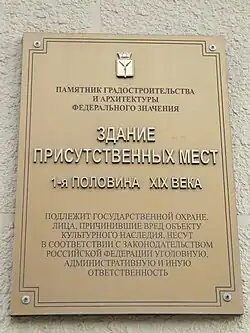 ПАМЯТНИК ГРАДОСТРОИТЕЛЬСТВА
И АРХИТЕКТУРЫ
ФЕДЕРАЛЬНОГО ЗНАЧЕНИЯ
ЗДАНИЕ
ПРИСУТСТВЕННЫХ МЕСТ
1-я ПОЛОВИНА XIX ВЕКА
ПОДЛЕЖИТ ГОСУДАРСТВЕННОЙ ОХРАНЕ.
ЛИЦА, ПРИЧИНИВШИЕ ВРЕД ОБЪЕКТУ
КУЛЬТУРНОГО НАСЛЕДИЯ, НЕСУТ
В СООТВЕТСТВИИ С ЗАКОНОДАТЕЛЬСТВОМ
РОССИЙСКОЙ ФЕДЕРАЦИИ УГОЛОВНУЮ,
АДМИНИСТРАТИВНУЮ И ИНУЮ
ОТВЕТСТВЕННОСТЬ